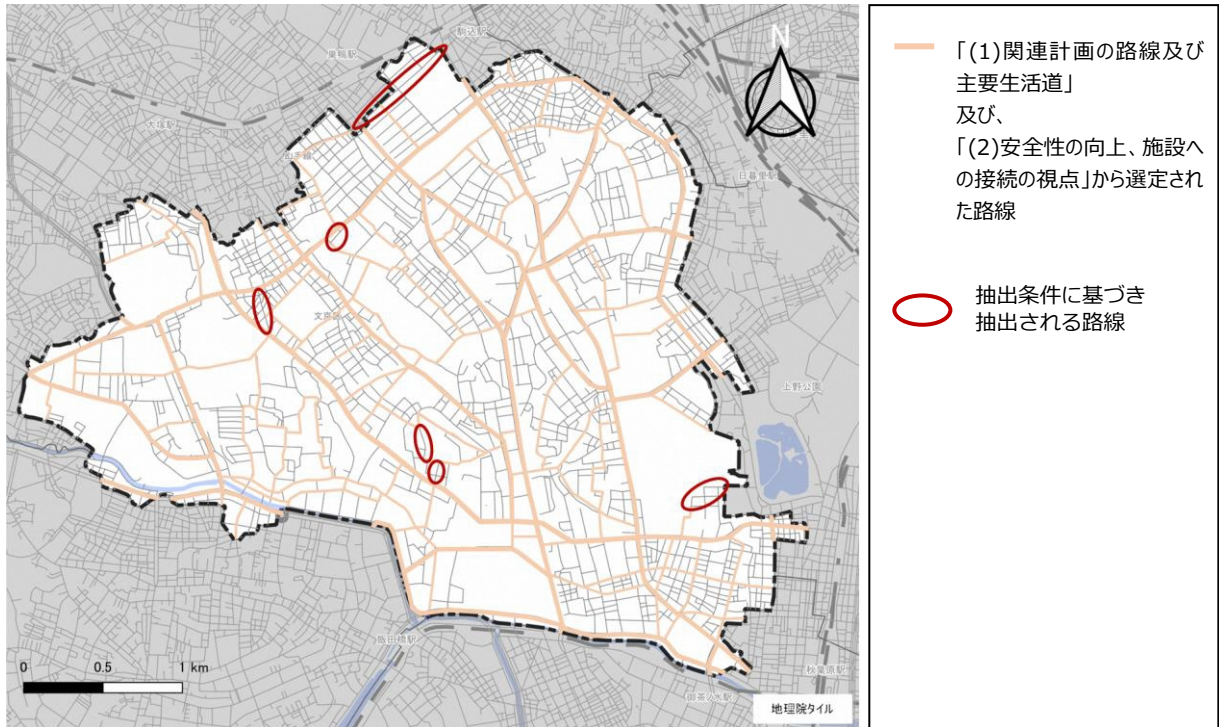 駒込駅
巣鴨駅
N
大塚駅
日暮里駅
文京区
上野公園
飯田橋駅
秋葉原駅
御茶ノ水駅
0 0.5 1 km
地理院タイル
「(1)関連計画の路線及び
主要生活道」
及び、
「(2)安全性の向上、施設へ
の接続の視点」から選定され
た路線
抽出条件に基づき
抽出される路線